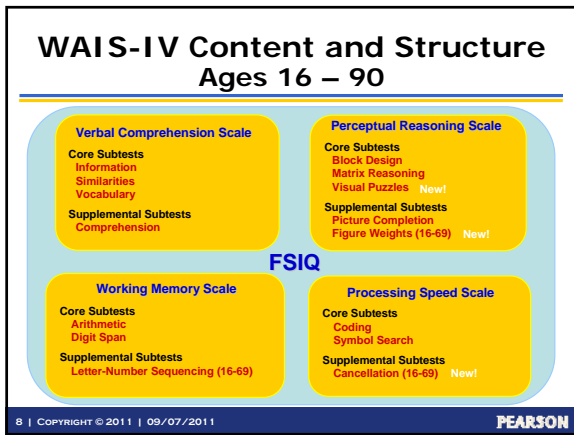 WAIS-IV Content and Structure
Ages 16 – 90
Verbal Comprehension Scale
Core Subtests
Information
Similarities
Vocabulary
Supplemental Subtests
Comprehension
Perceptual Reasoning Scale
Core Subtests
Block Design
Matrix Reasoning
Visual Puzzles New!
Supplemental Subtests
Picture Completion
Figure Weights (16-69) New!
FSIQ
Working Memory Scale
Core Subtests
Arithmetic
Digit Span
Supplemental Subtests
Letter-Number Sequencing (16-69)
Processing Speed Scale
Core Subtests
Coding
Symbol Search
Supplemental Subtests
Cancellation (16-69) New!
8 | COPYRIGHT © 2011 | 09/07/2011 PEARSON